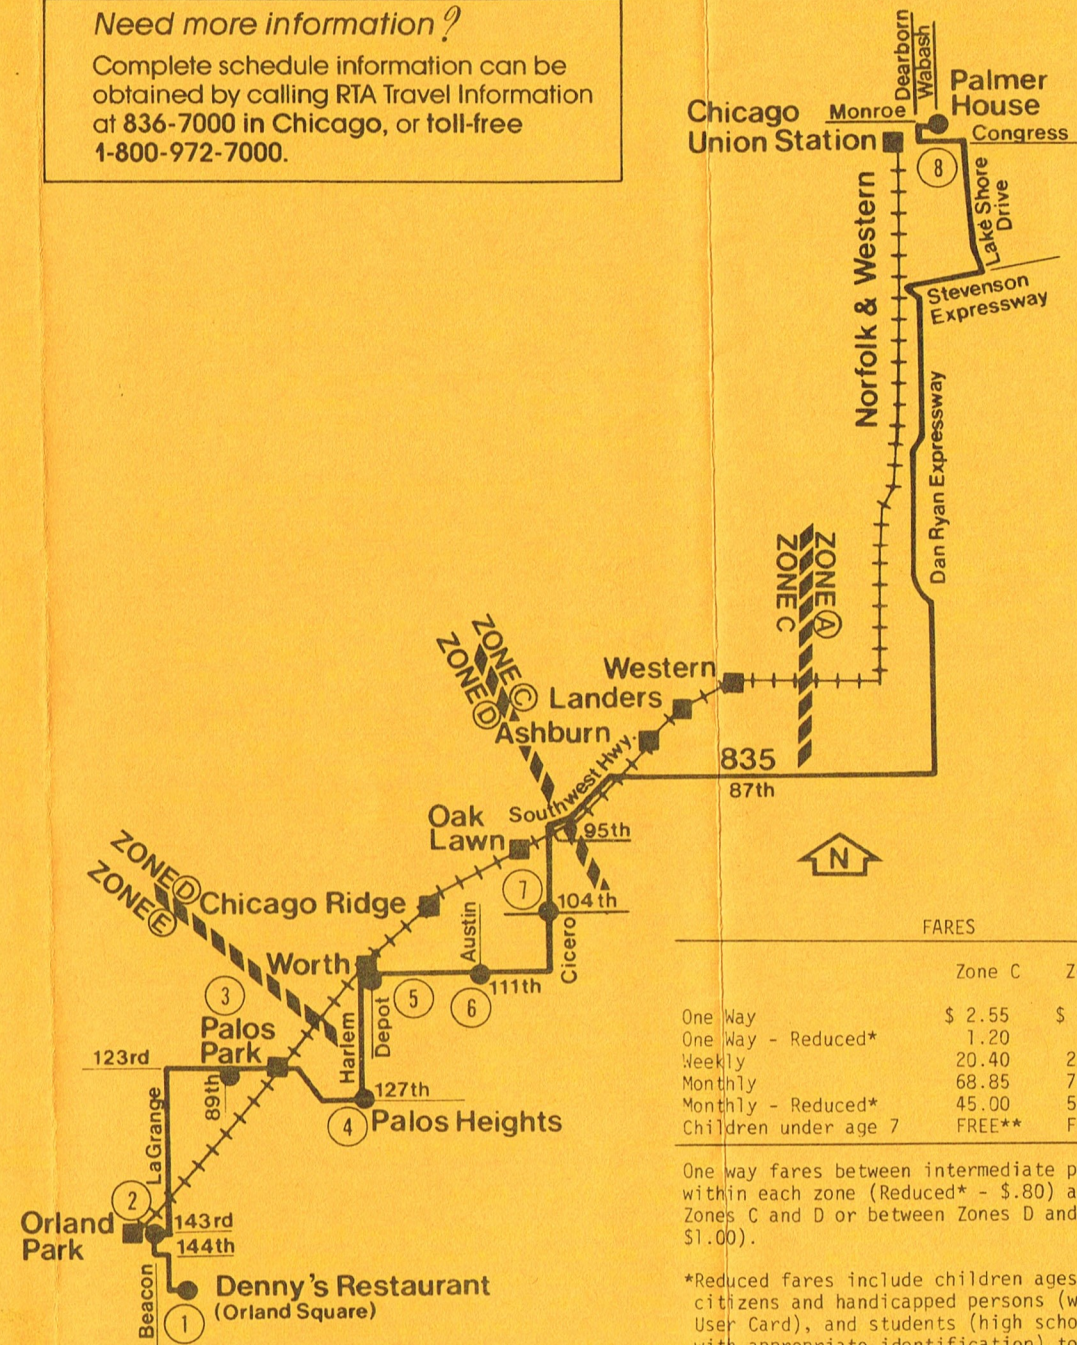 Need more information?
Complete schedule information can be
obtained by calling RTA Travel Information
at 836-7000 in Chicago, or toll-free
1-800-972-7000.
Dearborn
Wabash
Palmer
House
Monroe
Chicago
Union Station
Congress
8
Lake Shore
Drive
Norfolk & Western
Stevenson
Expressway
Dan Ryan Expressway
ZONE A
ZONE C
ZONE C
ZONE D
Western
Landers
Ashburn
Southwest Hwy.
835
87th
Oak
Lawn
95th
N
ZONE D
ZONE E
Chicago Ridge
7
104th
Austin
Cicero
Worth
111th
3
5
6
Palos
Park
Harlem
Depot
123rd
89th
127th
4
Palos Heights
LaGrange
2
Orland
Park
143rd
144th
Beacon
Denny's Restaurant
(Orland Square)
1
FARES
Zone C Z
One Way $ 2.55 $
One Way - Reduced* 1.20
Weekly 20.40 2
Monthly 68.85 7
Monthly - Reduced* 45.00 5
Children under age 7 FREE** F
One way fares between intermediate p
within each zone (Reduced* - $.80) a
Zones C and D or between Zones D and
$1.00).
*Reduced fares include children ages
citizens and handicapped persons (w
User Card), and students (high scho
with appropriate identification) to